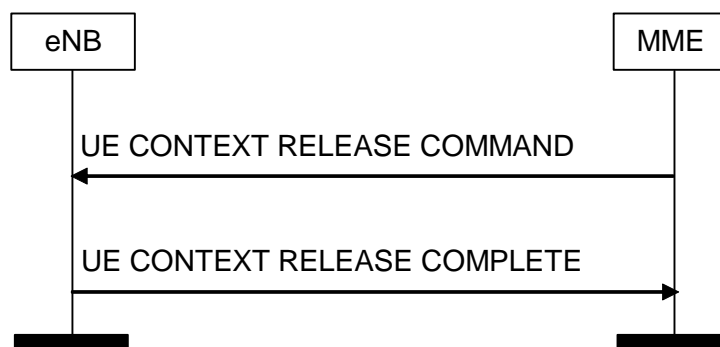 eNB
MME
UE CONTEXT RELEASE COMMAND
UE CONTEXT RELEASE COMPLETE